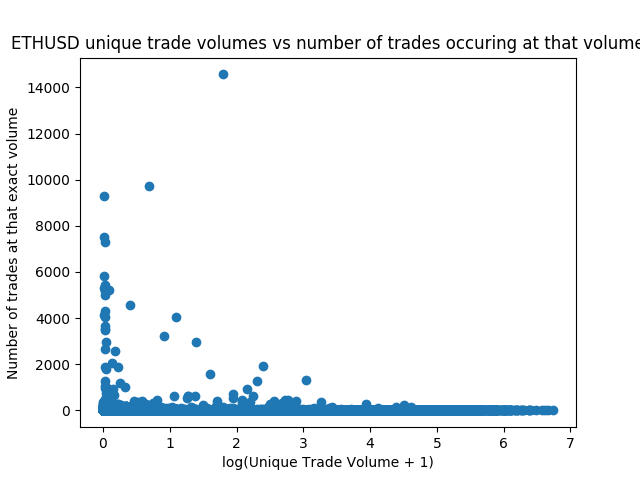 ETHUSD unique trade volumes vs number of trades occuring at that volume
Number of trades at that exact volume
14000
12000
10000
8000
6000
4000
2000
0
0 1 2 3 4 5 6 7
log(Unique Trade Volume + 1)